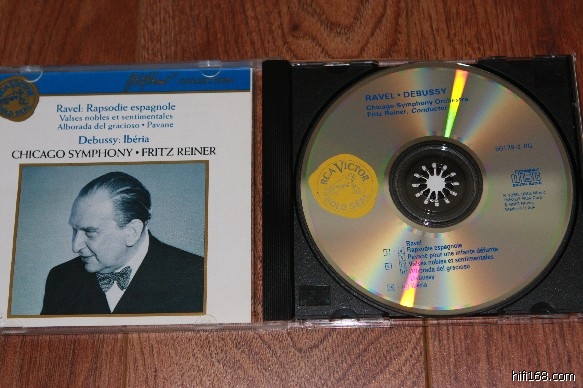 Ravel: Rapsodie espagnole
Valses nobles et sentimentales
Alborada del gracioso • Pavane
Debussy: Ibéria
CHICAGO SYMPHONY • FRITZ REINER
RAVEL • DEBUSSY
Chicago Symphony Orchestra
Fritz Reiner, Conductor
RCA VICTOR
GOLD SEAL
Ravel
Rapsodie espagnole
Pavane pour une infante défunte
Valses nobles et sentimentales
Alborada del gracioso
Debussy
Ibéria
hifi168.com